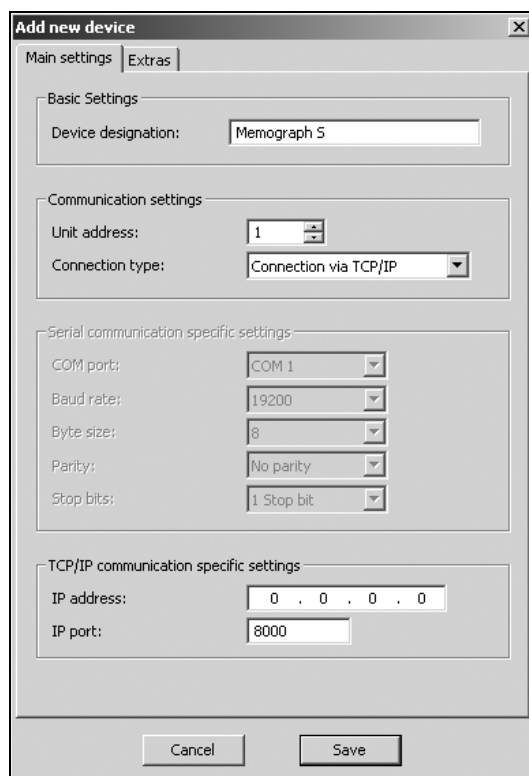 Add new device
Main settings Extras
Basic Settings
Device designation: Memograph S
Communication settings
Unit address: 1
Connection type: Connection via TCP/IP
Serial communication specific settings
COM port: COM 1
Baud rate: 19200
Byte size: 8
Parity: No parity
Stop bits: 1 Stop bit
TCP/IP communication specific settings
IP address: 0 . 0 . 0 . 0
IP port: 8000
Cancel Save